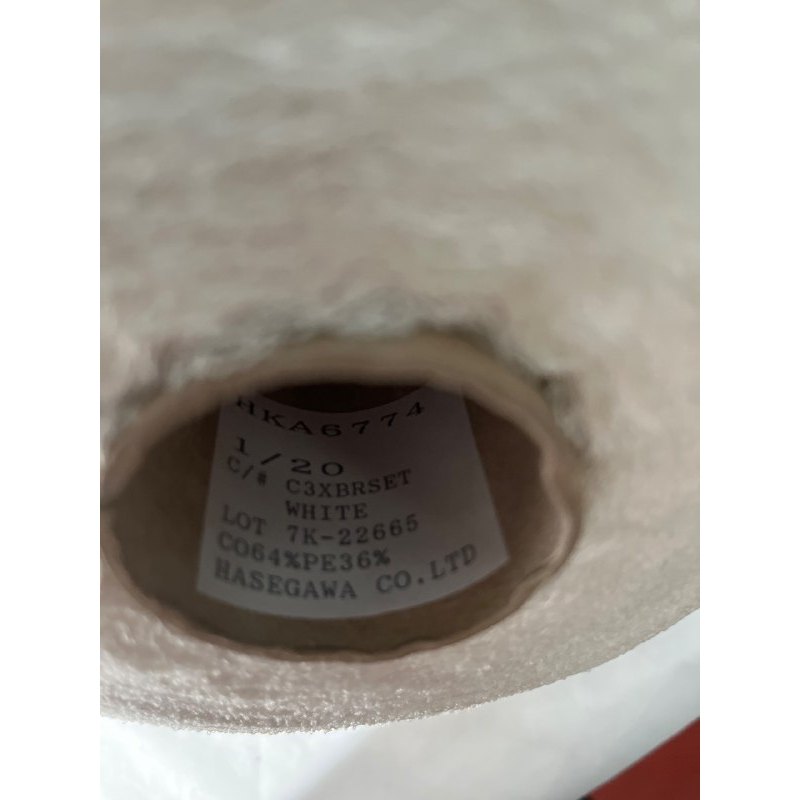 HKA6774
1/20
C/# C3XBRSET
WHITE
LOT 7K-22665
CO64%PE36%
HASEGAWA CO.LTD